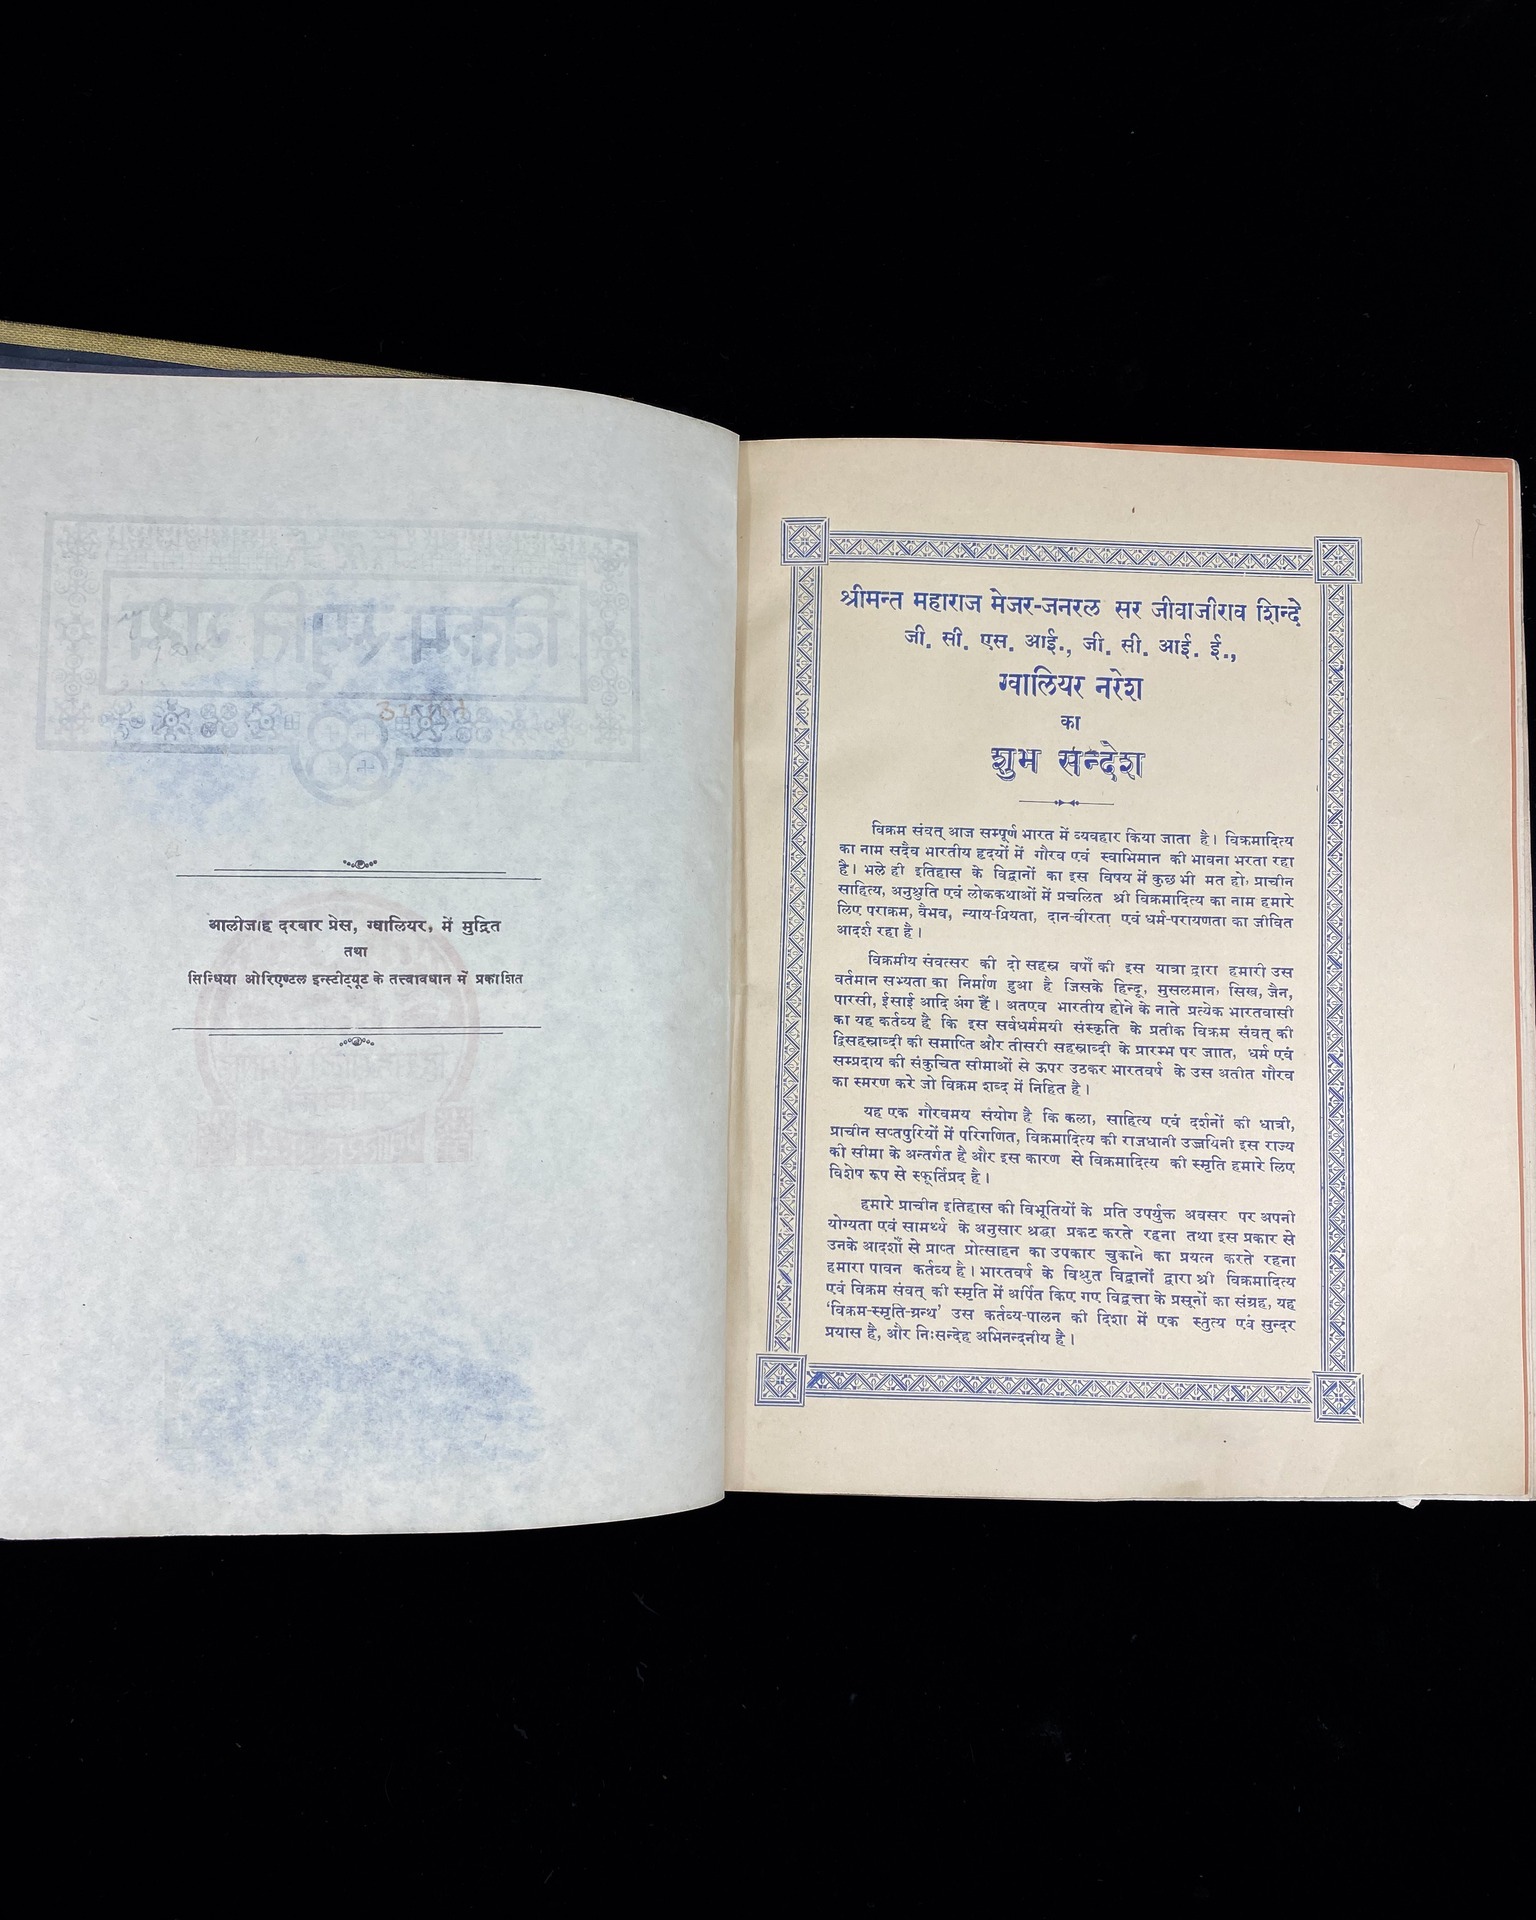 आलीजाह दरबार प्रेस, ग्वालियर, में मुद्रित
तथा
सिन्धिया ओरिएण्टल इन्स्टीट्यूट के तत्त्वावधान में प्रकाशित
श्रीमन्त महाराज मेजर-जनरल सर जीवाजीराव शिन्दे
जी. सी. एस. आई., जी. सी. आई. ई.,
ग्वालियर नरेश
का
शुभ सन्देश
विक्रम संवत् आज सम्पूर्ण भारत में व्यवहार किया जाता है। विक्रमादित्य
का नाम सदैव भारतीय हृदयों में गौरव एवं स्वाभिमान की भावना भरता रहा
है। भले ही इतिहास के विद्वानों का इस विषय में कुछ भी मत हो, प्राचीन
साहित्य, अनुश्रुति एवं लोककथाओं में प्रचलित श्री विक्रमादित्य का नाम हमारे
लिए पराक्रम, वैभव, न्याय-प्रियता, दान-वीरता एवं धर्म-परायणता का जीवित
आदर्श रहा है।
विक्रमीय संवत्सर की दो सहस्र वर्षों की इस यात्रा द्वारा हमारी उस
वर्तमान सभ्यता का निर्माण हुआ है जिसके हिन्दू, मुसलमान, सिख, जैन,
पारसी, ईसाई आदि अंग हैं। अतएव भारतीय होने के नाते प्रत्येक भारतवासी
का यह कर्तव्य है कि इस सर्वधर्ममयी संस्कृति के प्रतीक विक्रम संवत् की
द्विसहस्राब्दी की समाप्ति और तीसरी सहस्राब्दी के प्रारम्भ पर जाति, धर्म एवं
सम्प्रदाय की संकुचित सीमाओं से ऊपर उठकर भारतवर्ष के उस अतीत गौरव
का स्मरण करे जो विक्रम शब्द में निहित है।
यह एक गौरवमय संयोग है कि कला, साहित्य एवं दर्शनों की धात्री,
प्राचीन सप्तपुरियों में परिगणित, विक्रमादित्य की राजधानी उज्जयिनी इस राज्य
की सीमा के अन्तर्गत है और इस कारण से विक्रमादित्य की स्मृति हमारे लिए
विशेष रूप से स्फूर्तिप्रद है।
हमारे प्राचीन इतिहास की विभूतियों के प्रति उपर्युक्त अवसर पर अपनी
योग्यता एवं सामर्थ्य के अनुसार श्रद्धा प्रकट करते रहना तथा इस प्रकार से
उनके आदर्शों से प्राप्त प्रोत्साहन का उपकार चुकाने का प्रयत्न करते रहना
हमारा पावन कर्तव्य है। भारतवर्ष के विश्रुत विद्वानों द्वारा श्री विक्रमादित्य
एवं विक्रम संवत् की स्मृति में अर्पित किए गए विद्वत्ता के प्रसूनों का संग्रह, यह
'विक्रम-स्मृति-ग्रन्थ' उस कर्तव्य-पालन की दिशा में एक स्तुत्य एवं सुन्दर
प्रयास है, और निःसन्देह अभिनन्दनीय है।